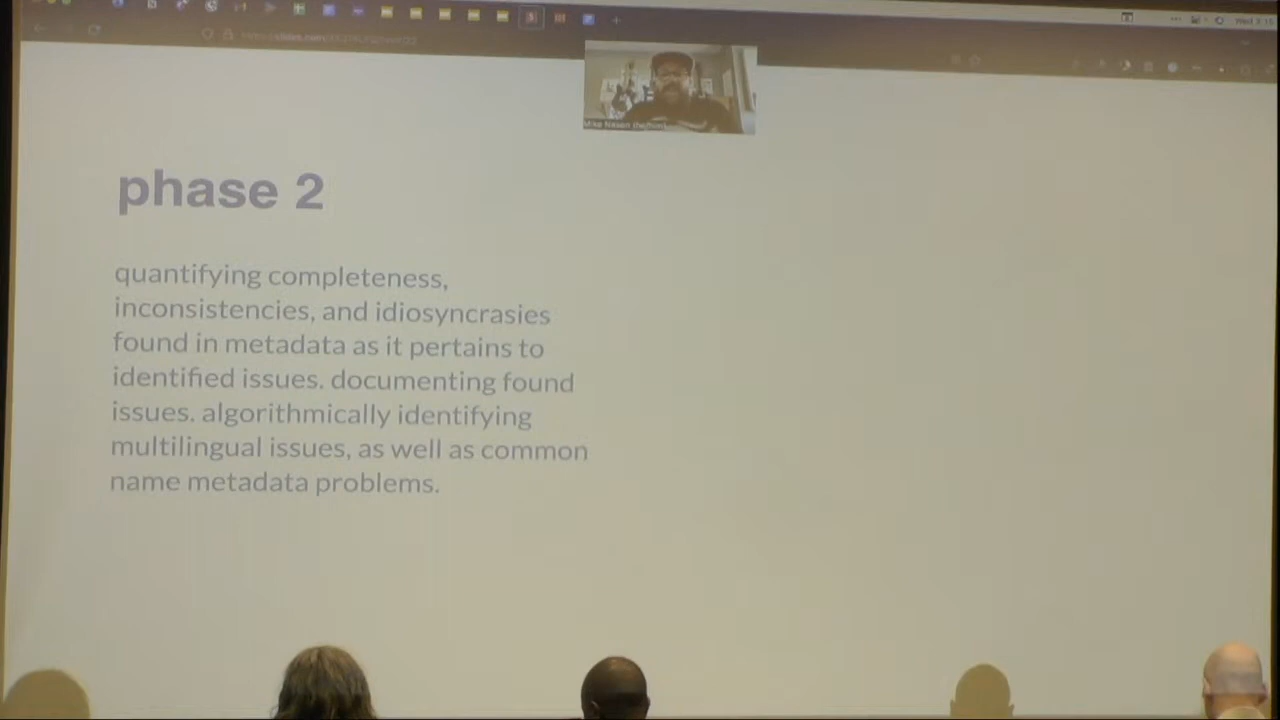 phase 2
quantifying completeness,
inconsistencies, and idiosyncrasies
found in metadata as it pertains to
identified issues. documenting found
issues. algorithmically identifying
multilingual issues, as well as common
name metadata problems.